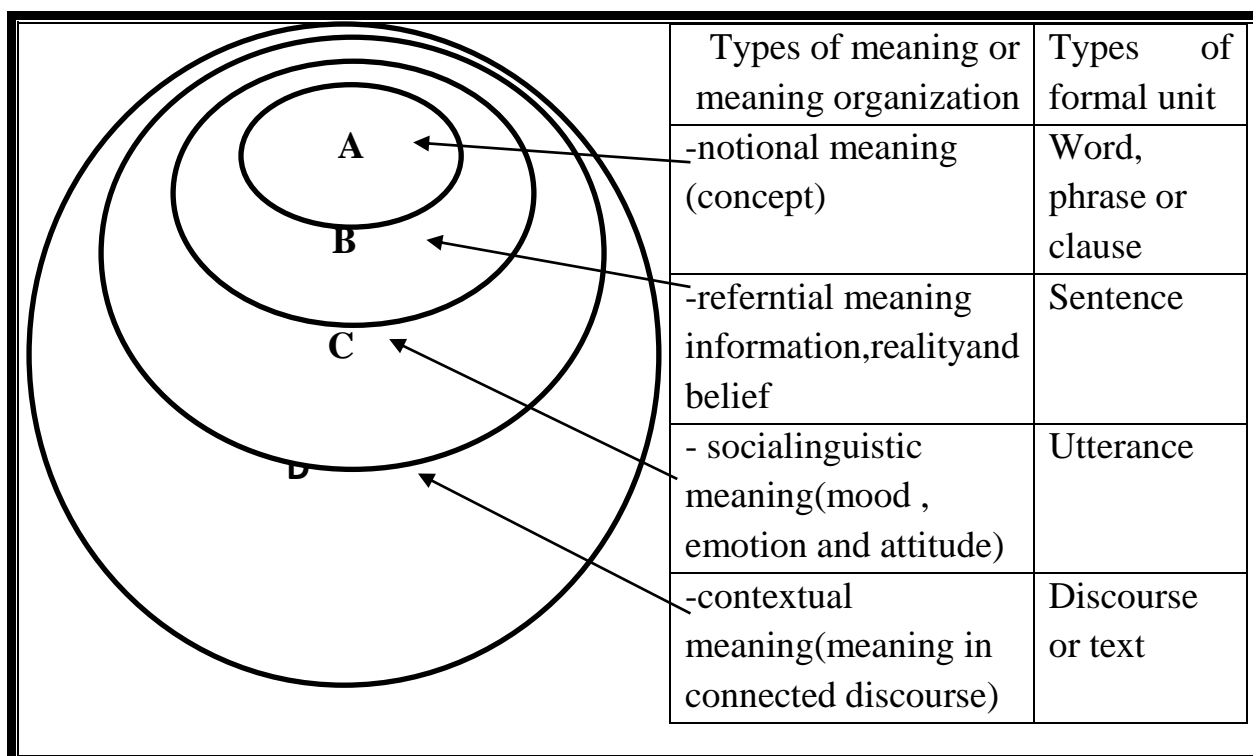 A
B
C
D
Types of meaning or
meaning organization
Types of
formal unit
-notional meaning
(concept)
Word,
phrase or
clause
-referntial meaning
information,realityand
belief
Sentence
- socialinguistic
meaning(mood ,
emotion and attitude)
Utterance
-contextual
meaning(meaning in
connected discourse)
Discourse
or text